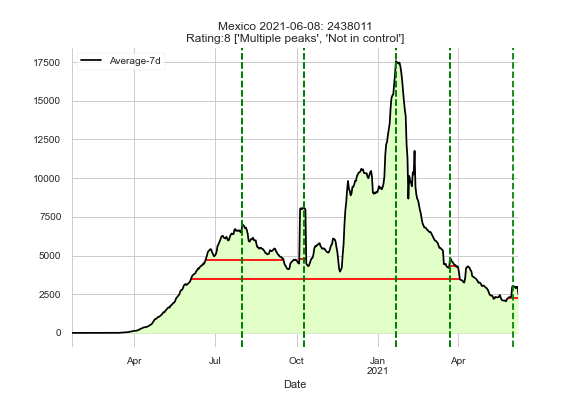 Mexico 2021-06-08: 2438011
Rating:8 ['Multiple peaks', 'Not in control']
Average-7d
17500
15000
12500
10000
7500
5000
2500
0
Apr Jul Oct Jan Apr
2021
Date